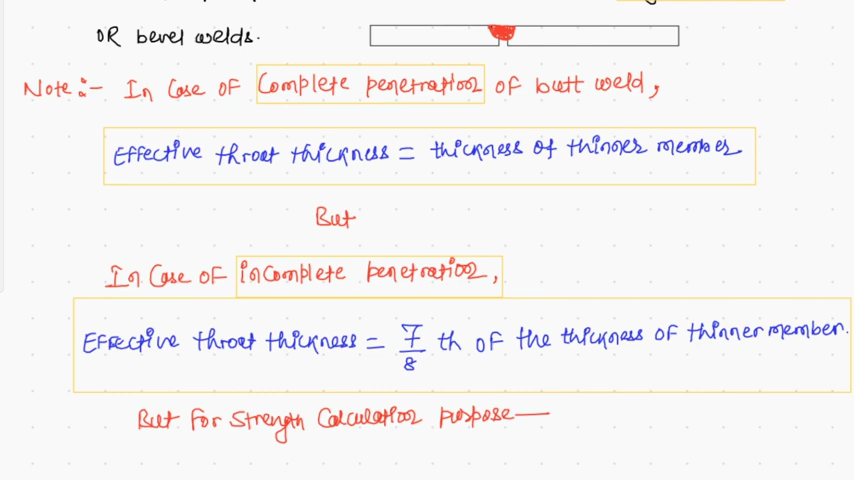 OR bevel welds.
Note:- In Case of Complete penetration of butt weld,
Effective throat thickness = thickness of thinner member
But
In Case of incomplete penetration,
Effective throat thickness = 7/8 th of the thickness of thinner member.
But for Strength Calculation purpose—